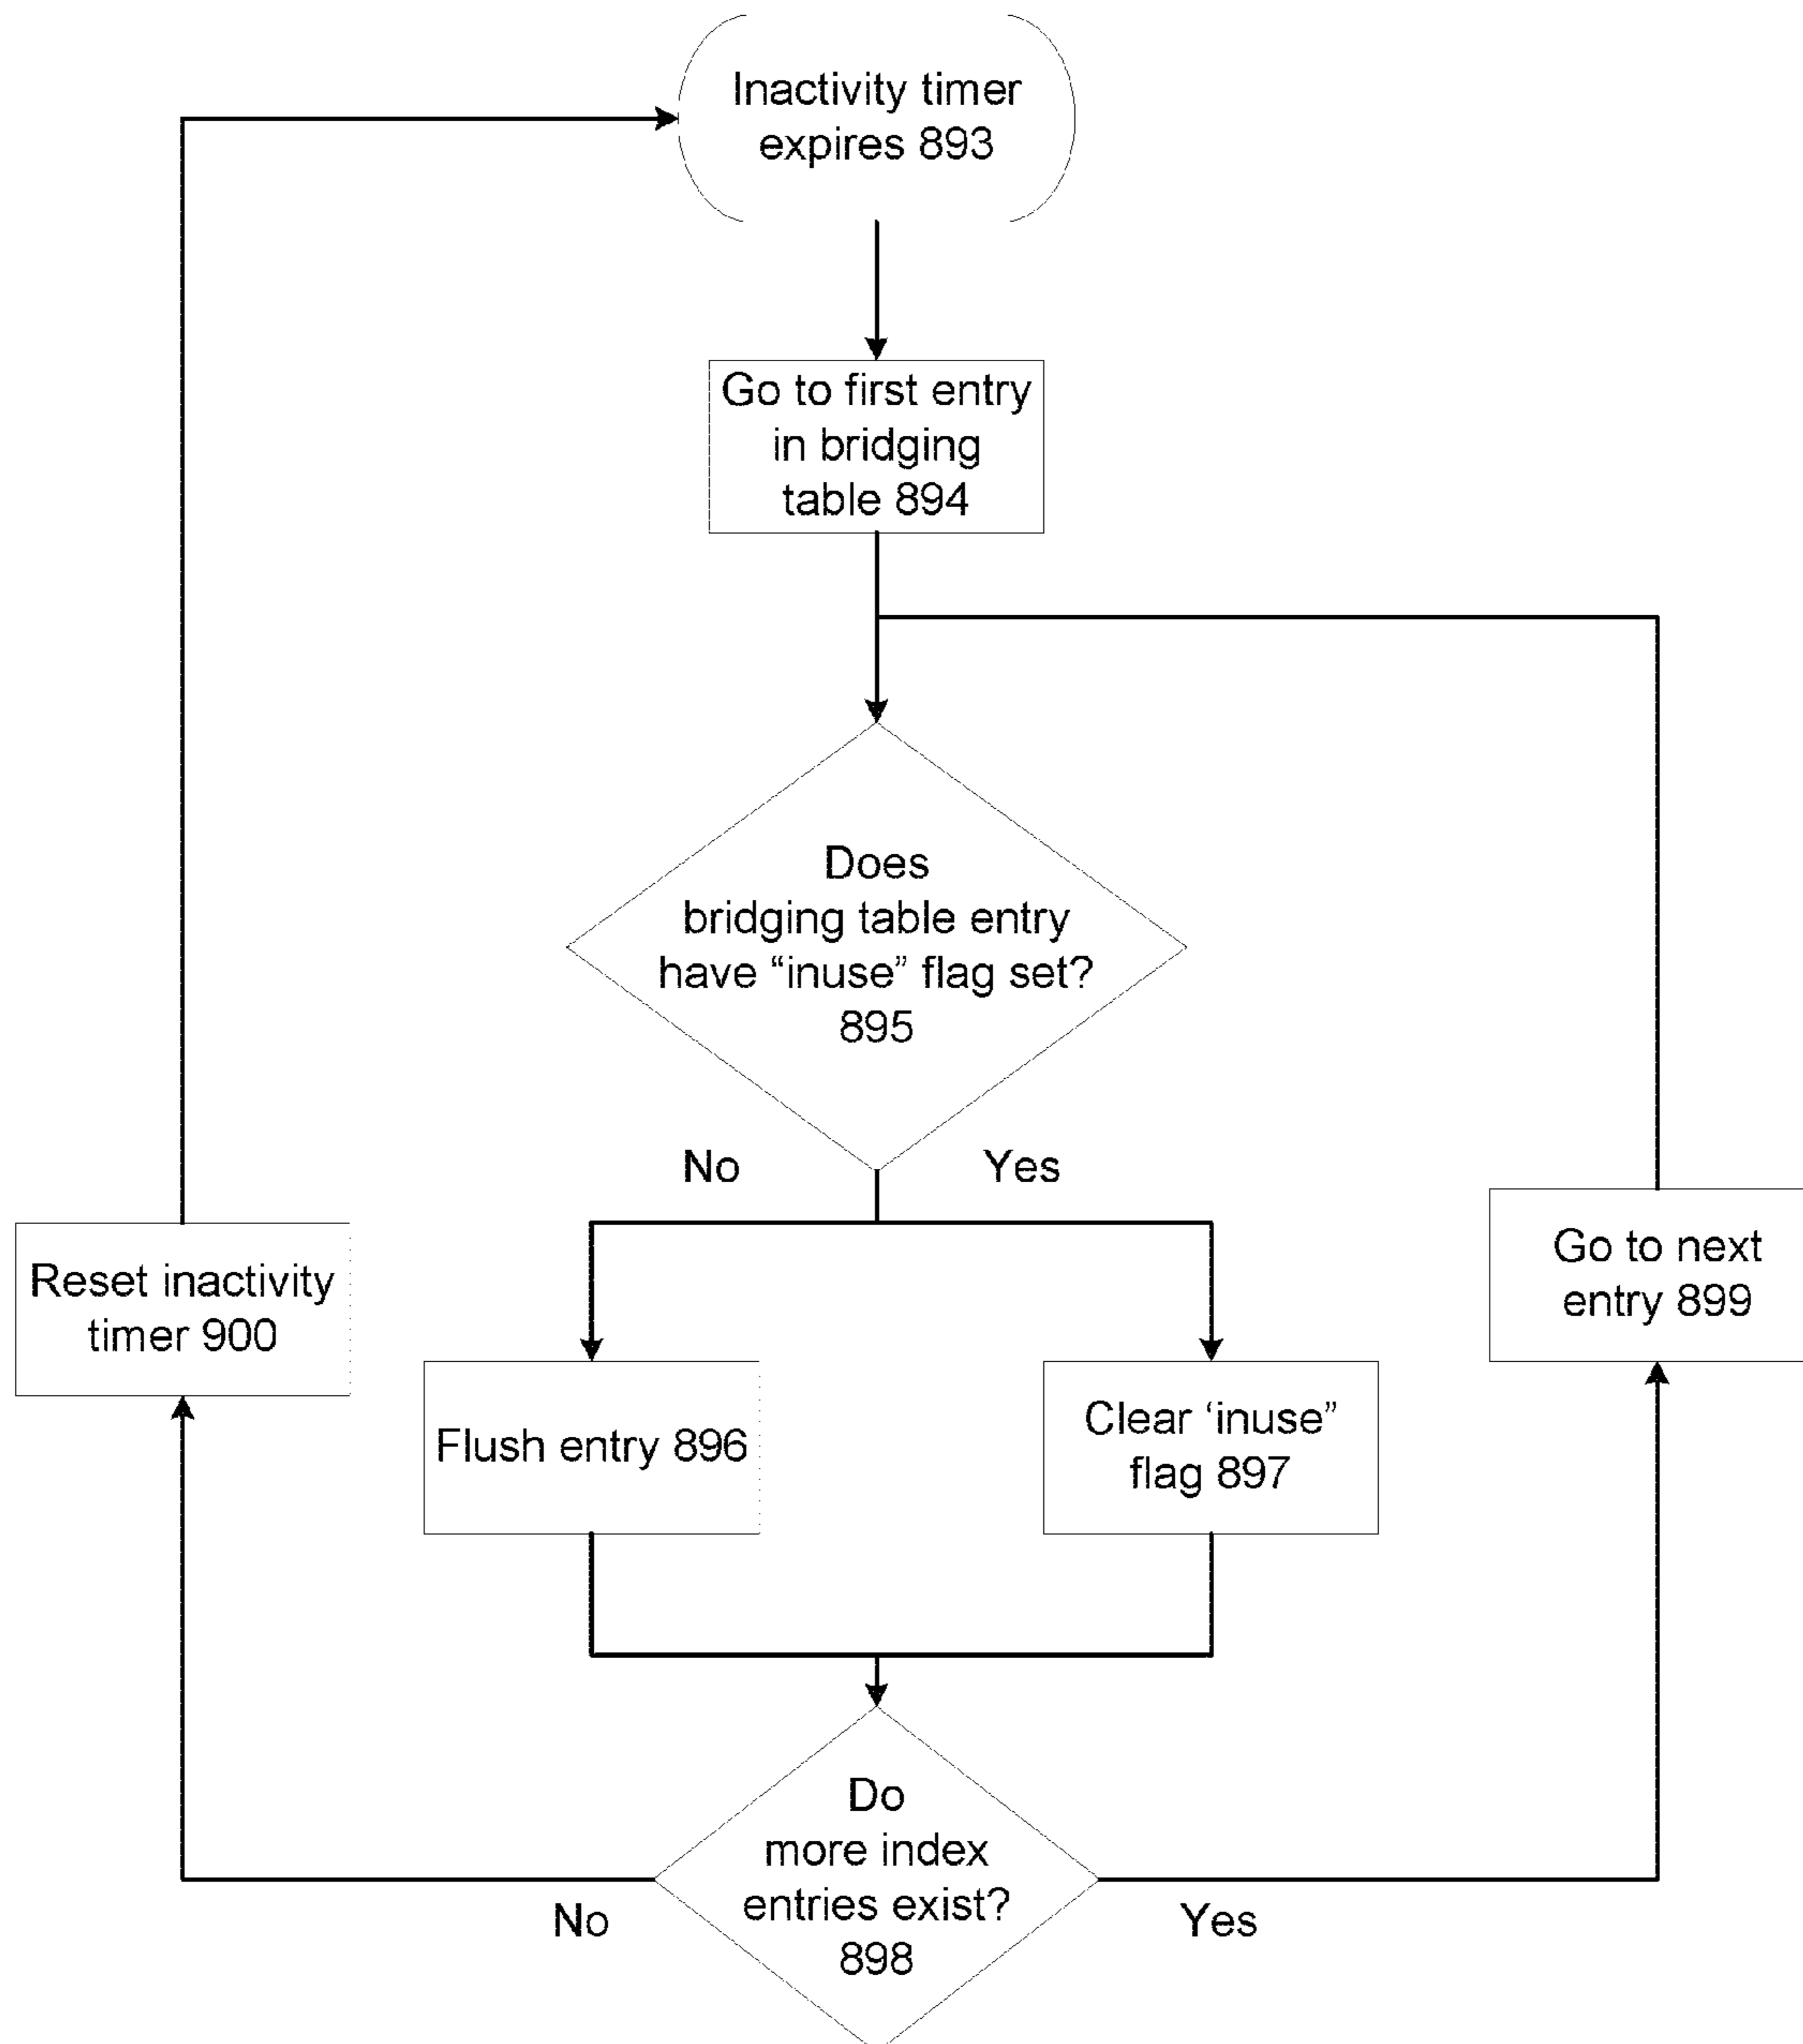 Inactivity timer
expires 893
Go to first entry
in bridging
table 894
Does
bridging table entry
have “inuse” flag set?
895
No
Yes
Reset inactivity
timer 900
Go to next
entry 899
Flush entry 896
Clear ‘inuse”
flag 897
Do
more index
entries exist?
898
No
Yes